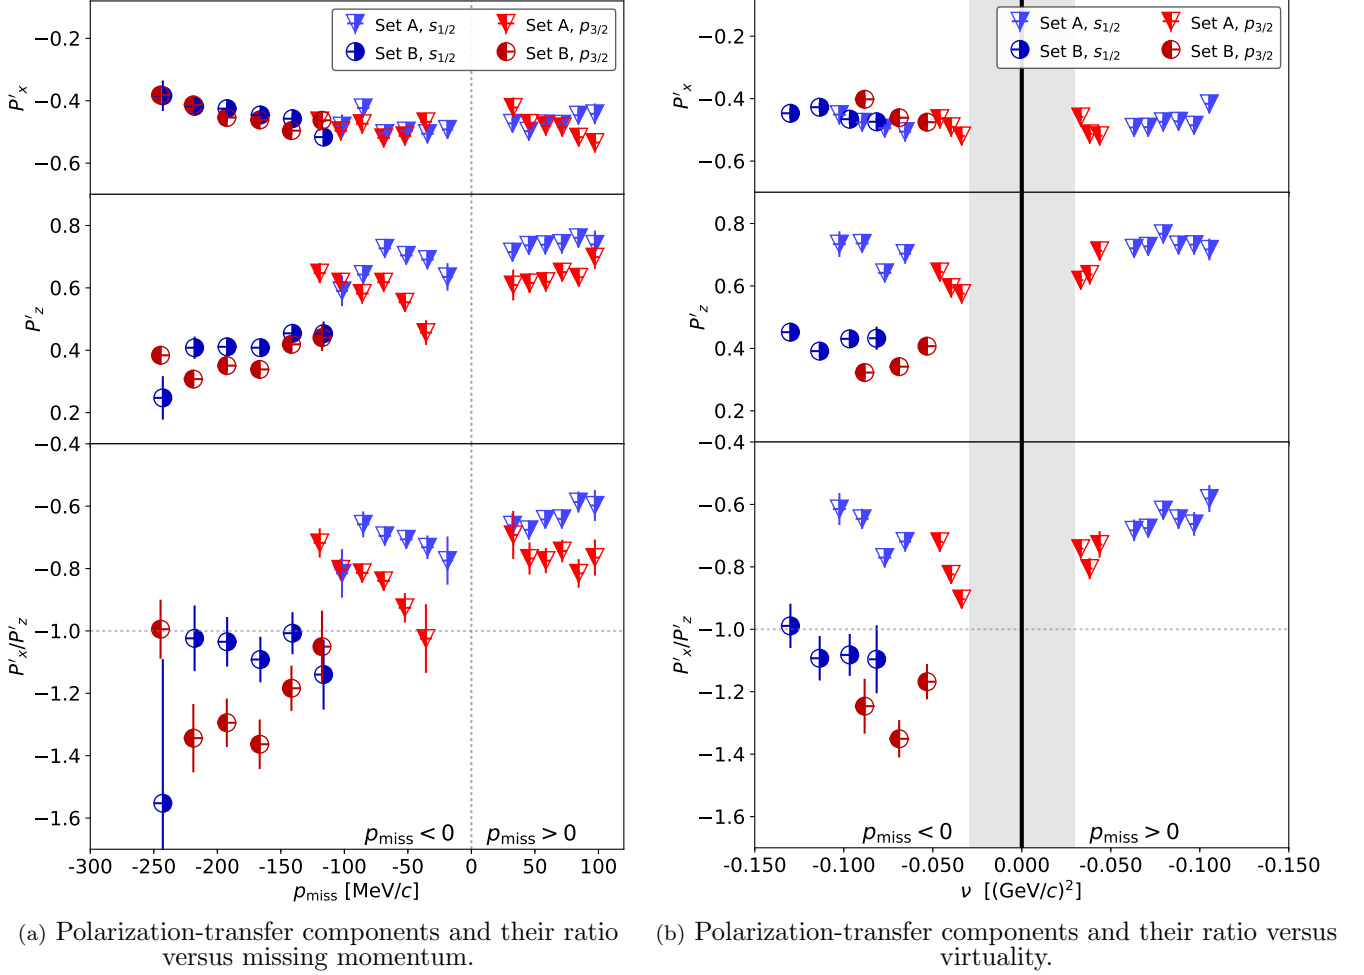 Set A, s1/2 Set A, p3/2
Set B, s1/2 Set B, p3/2
P′x
−0.2
−0.4
−0.6
P′z
0.8
0.6
0.4
0.2
P′x/P′z
−0.4
−0.6
−0.8
−1.0
−1.2
−1.4
−1.6
pmiss < 0 pmiss > 0
-300 -250 -200 -150 -100 -50 0 50 100
pmiss [MeV/c]
(a) Polarization-transfer components and their ratio
versus missing momentum.
Set A, s1/2 Set A, p3/2
Set B, s1/2 Set B, p3/2
P′x
−0.2
−0.4
−0.6
P′z
0.8
0.6
0.4
0.2
P′x/P′z
−0.4
−0.6
−0.8
−1.0
−1.2
−1.4
−1.6
pmiss < 0 pmiss > 0
-0.150 -0.100 -0.050 0.000 -0.050 -0.100 -0.150
ν [(GeV/c)²]
(b) Polarization-transfer components and their ratio versus
virtuality.